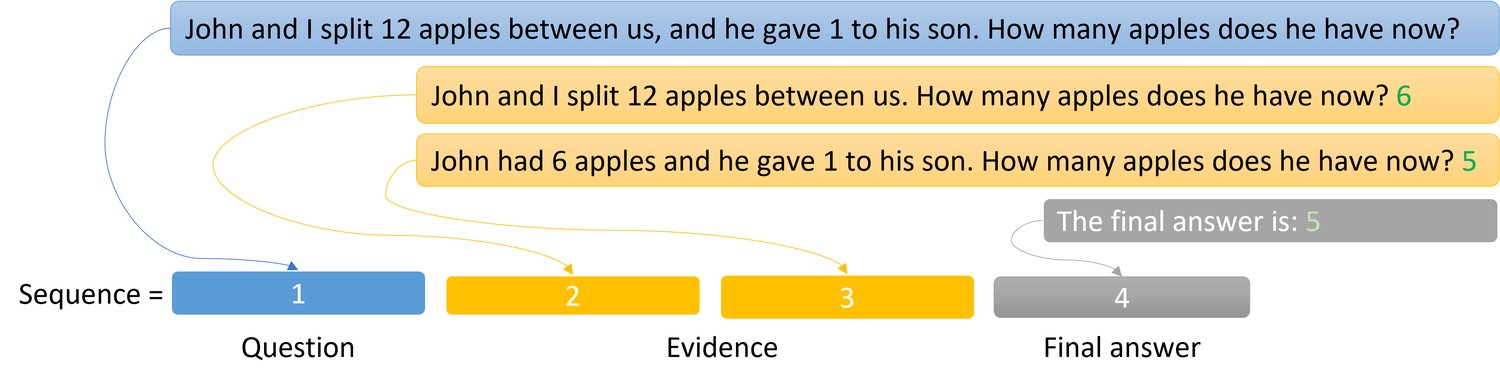 John and I split 12 apples between us, and he gave 1 to his son. How many apples does he have now?
John and I split 12 apples between us. How many apples does he have now? 6
John had 6 apples and he gave 1 to his son. How many apples does he have now? 5
The final answer is: 5
Sequence = 1 2 3 4
Question Evidence Final answer